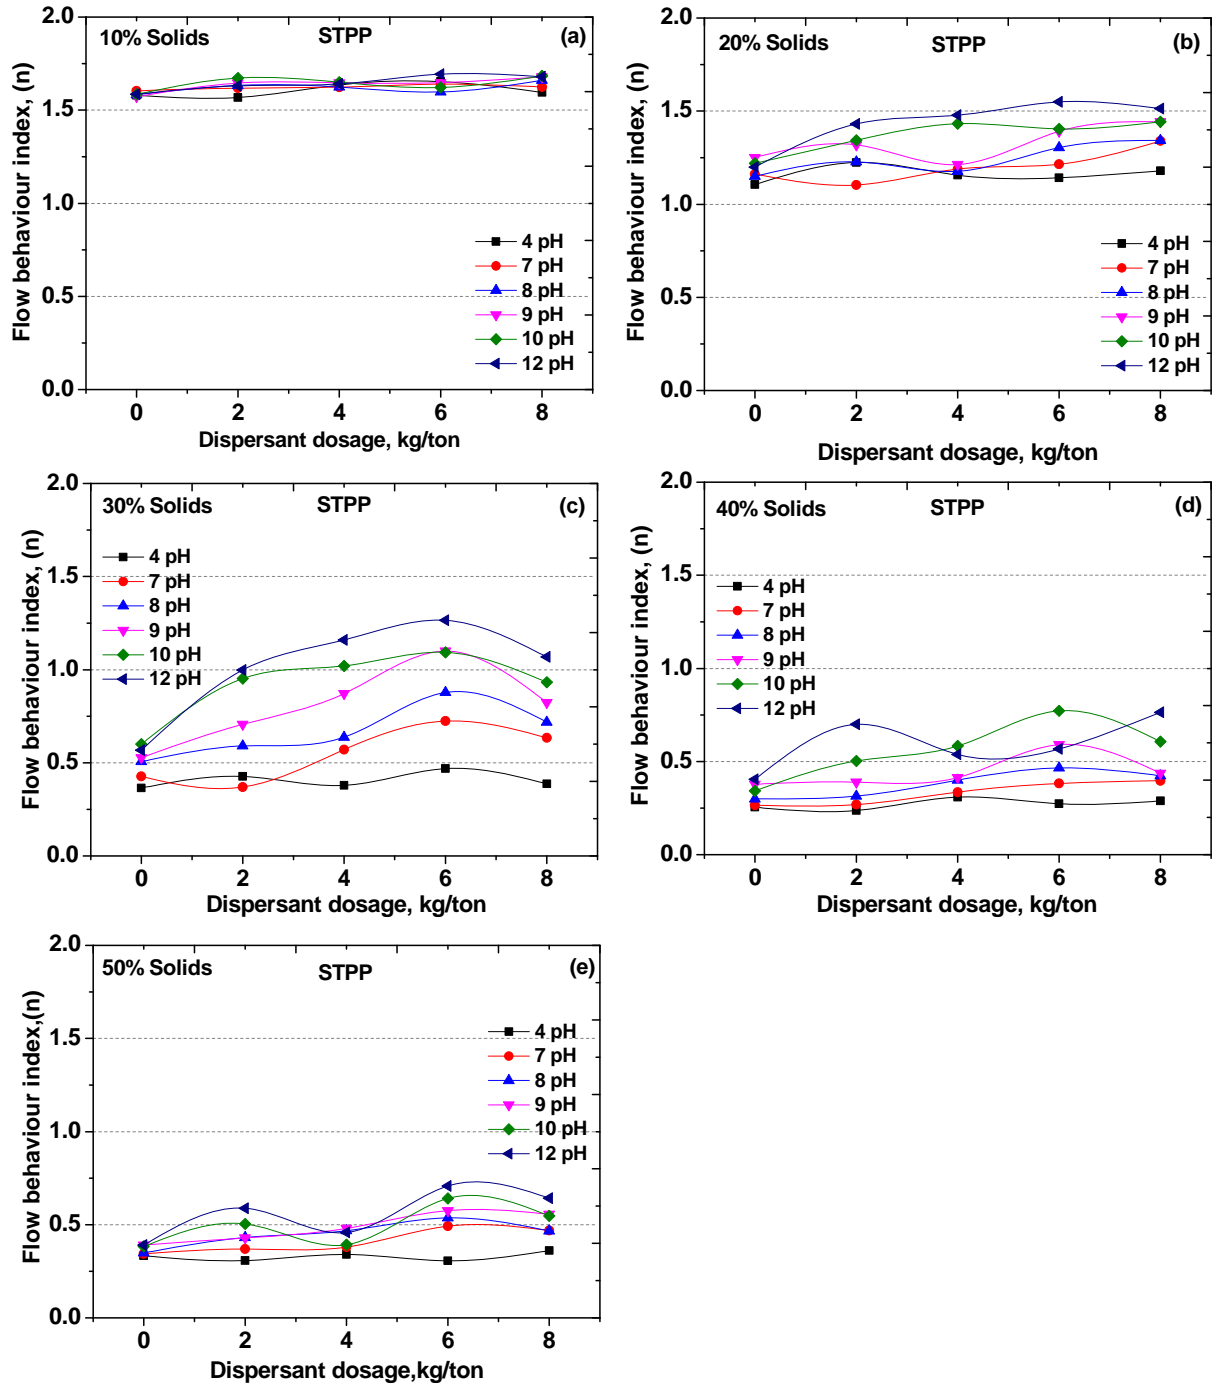 10% Solids STPP (a)
Flow behaviour index, (n)
2.0
1.5
1.0
0.5
0.0
4 pH
7 pH
8 pH
9 pH
10 pH
12 pH
0 2 4 6 8
Dispersant dosage, kg/ton
20% Solids STPP (b)
Flow behaviour index, (n)
2.0
1.5
1.0
0.5
0.0
4 pH
7 pH
8 pH
9 pH
10 pH
12 pH
0 2 4 6 8
Dispersant dosage, kg/ton
30% Solids STPP (c)
Flow behaviour index, (n)
2.0
1.5
1.0
0.5
0.0
4 pH
7 pH
8 pH
9 pH
10 pH
12 pH
0 2 4 6 8
Dispersant dosage, kg/ton
40% Solids STPP (d)
Flow behaviour index, (n)
2.0
1.5
1.0
0.5
0.0
4 pH
7 pH
8 pH
9 pH
10 pH
12 pH
0 2 4 6 8
Dispersant dosage, kg/ton
50% Solids STPP (e)
Flow behaviour index,(n)
2.0
1.5
1.0
0.5
0.0
4 pH
7 pH
8 pH
9 pH
10 pH
12 pH
0 2 4 6 8
Dispersant dosage,kg/ton